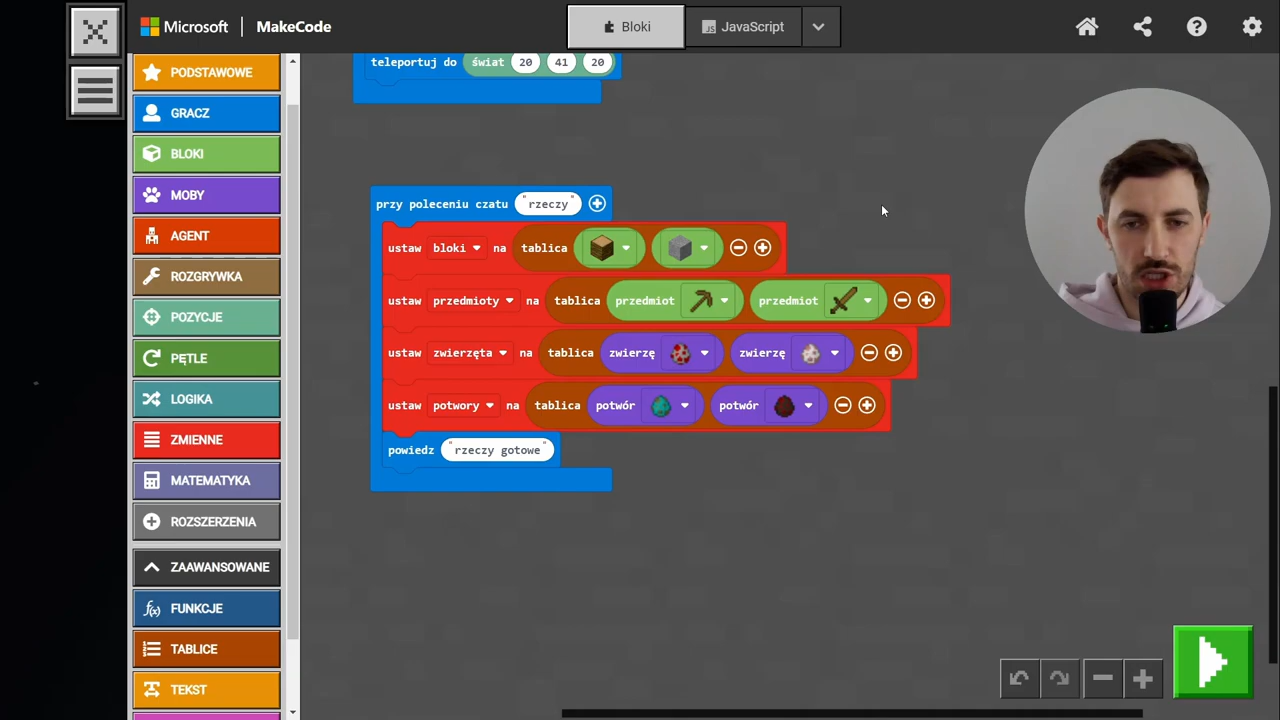 Microsoft | MakeCode
Bloki
JavaScript
PODSTAWOWE
GRACZ
BLOKI
MOBY
AGENT
ROZGRYWKA
POZYCJE
PĘTLE
LOGIKA
ZMIENNE
MATEMATYKA
ROZSZERZENIA
ZAAWANSOWANE
FUNKCJE
TABLICE
TEKST
teleportuj do świat 20 41 20
przy poleceniu czatu "rzeczy"
ustaw bloki na tablica
ustaw przedmioty na tablica przedmiot przedmiot
ustaw zwierzęta na tablica zwierzę zwierzę
ustaw potwory na tablica potwór potwór
powiedz "rzeczy gotowe"